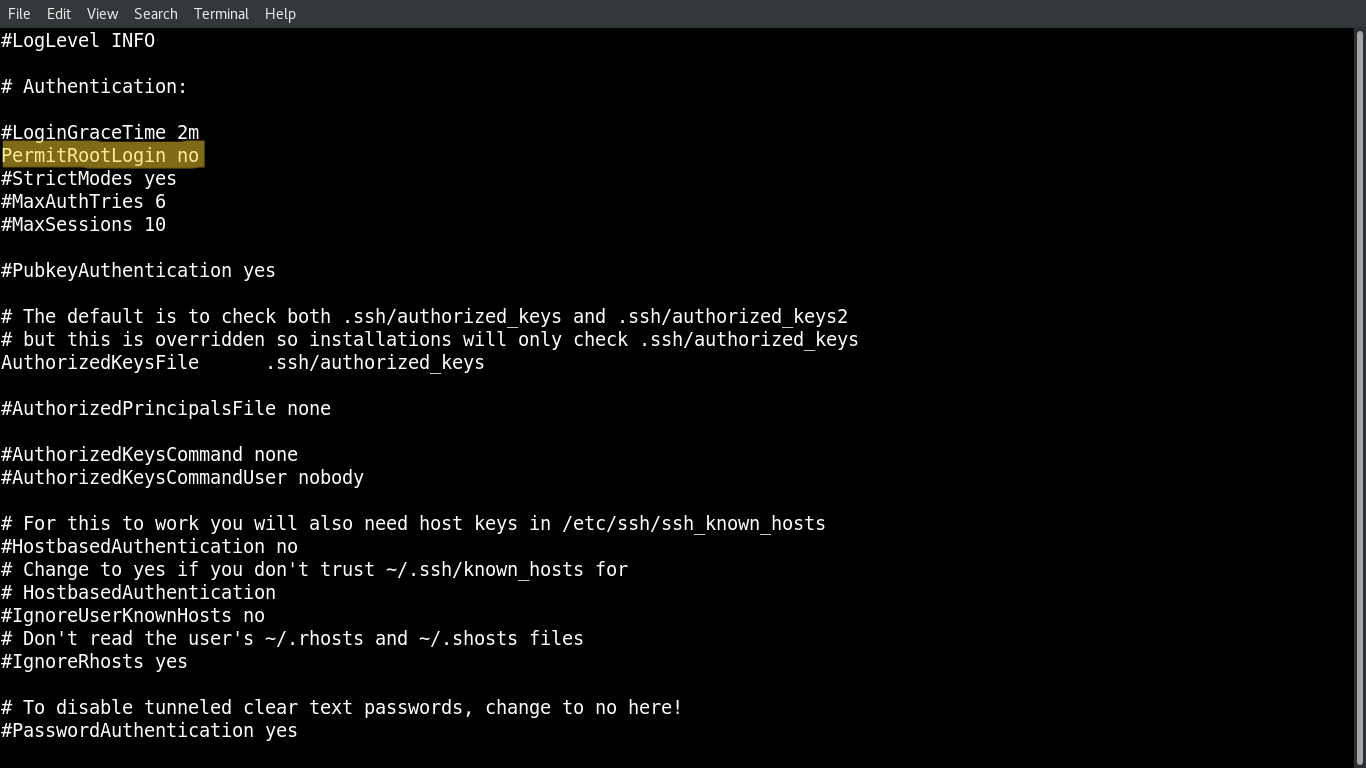 File Edit View Search Terminal Help
#LogLevel INFO
# Authentication:
#LoginGraceTime 2m
PermitRootLogin no
#StrictModes yes
#MaxAuthTries 6
#MaxSessions 10
#PubkeyAuthentication yes
# The default is to check both .ssh/authorized_keys and .ssh/authorized_keys2
# but this is overridden so installations will only check .ssh/authorized_keys
AuthorizedKeysFile      .ssh/authorized_keys
#AuthorizedPrincipalsFile none
#AuthorizedKeysCommand none
#AuthorizedKeysCommandUser nobody
# For this to work you will also need host keys in /etc/ssh/ssh_known_hosts
#HostbasedAuthentication no
# Change to yes if you don't trust ~/.ssh/known_hosts for
# HostbasedAuthentication
#IgnoreUserKnownHosts no
# Don't read the user's ~/.rhosts and ~/.shosts files
#IgnoreRhosts yes
# To disable tunneled clear text passwords, change to no here!
#PasswordAuthentication yes